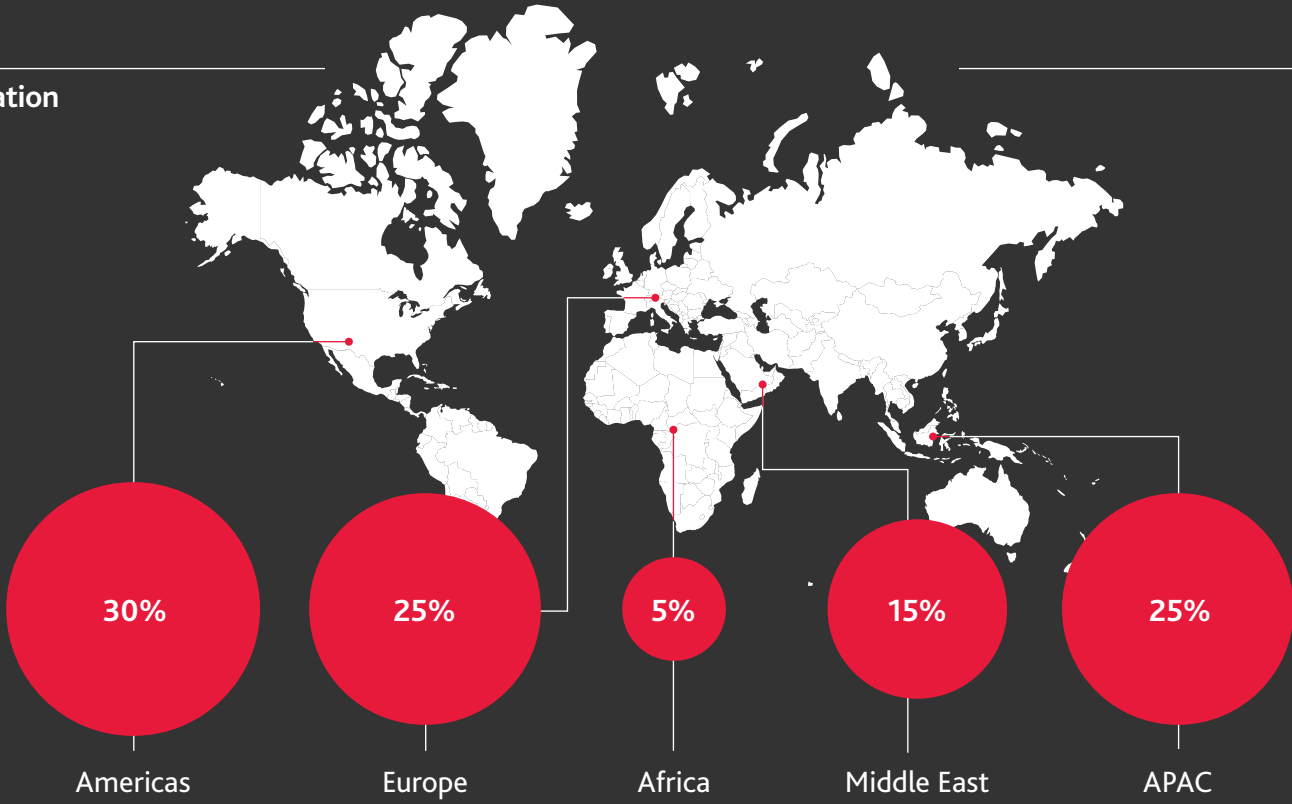 ation
30%
25%
5%
15%
25%
Americas
Europe
Africa
Middle East
APAC